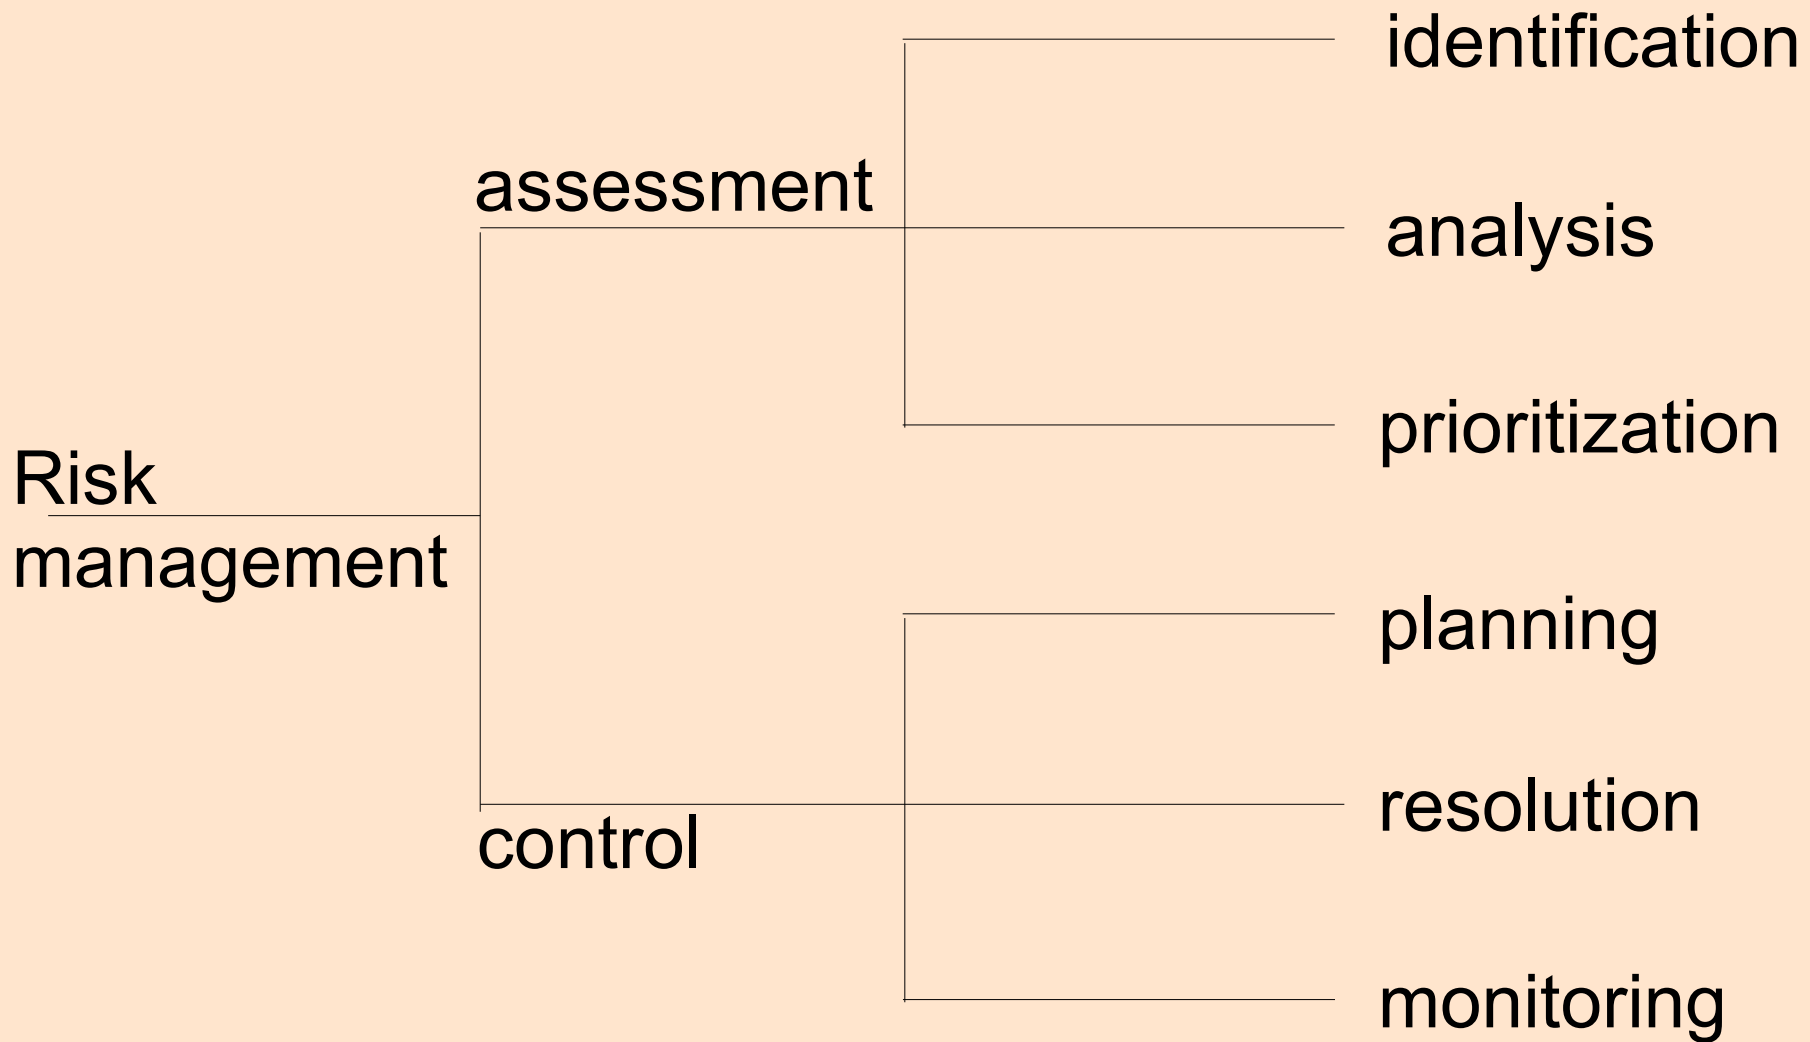 identification
assessment
analysis
prioritization
Risk
management
planning
resolution
control
monitoring